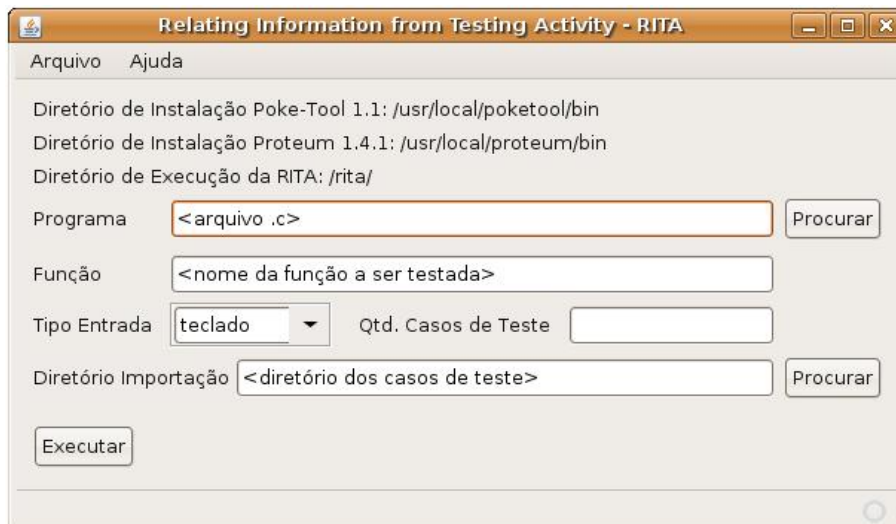 Relating Information from Testing Activity - RITA
Arquivo Ajuda
Diretório de Instalação Poke-Tool 1.1: /usr/local/poketool/bin
Diretório de Instalação Proteum 1.4.1: /usr/local/proteum/bin
Diretório de Execução da RITA: /rita/
Programa <arquivo .c> Procurar
Função <nome da função a ser testada>
Tipo Entrada teclado Qtd. Casos de Teste
Diretório Importação <diretório dos casos de teste> Procurar
Executar